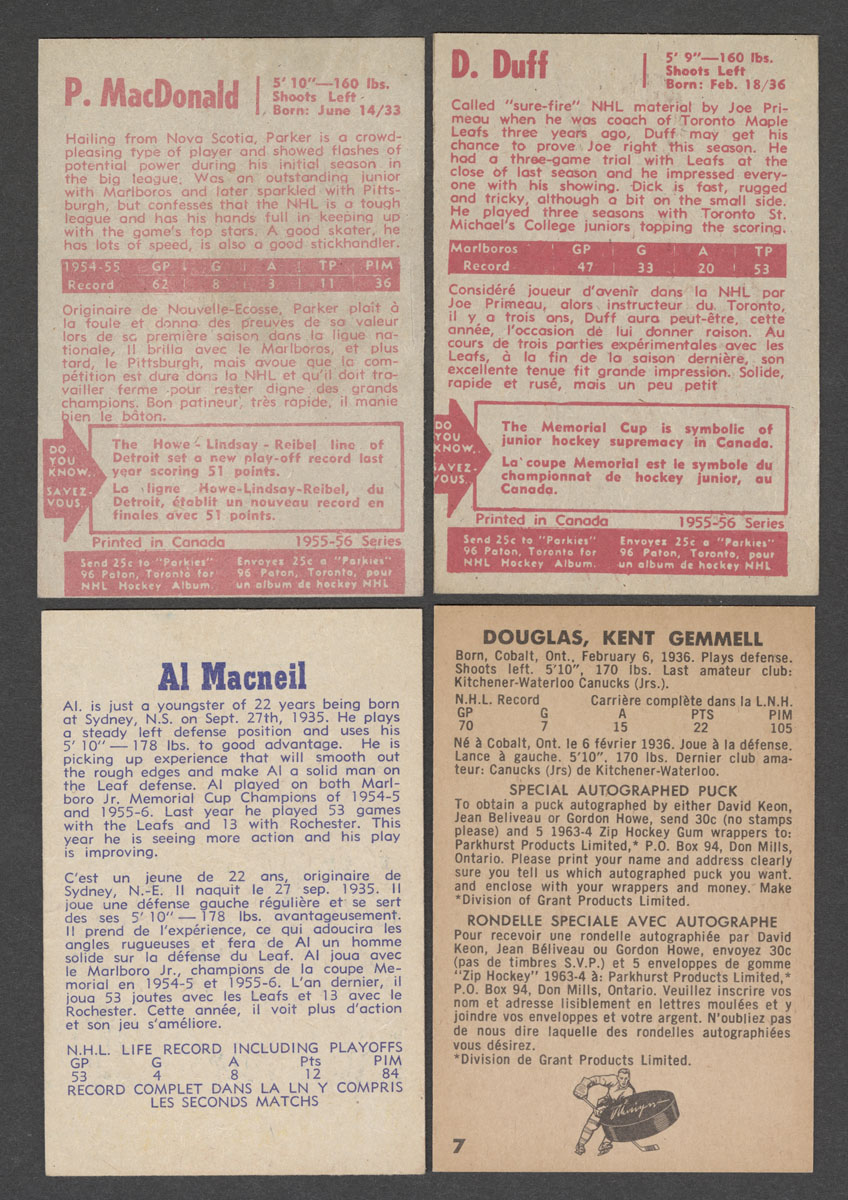 P. MacDonald
5' 10"—160 lbs.
Shoots Left
Born: June 14/33
Hailing from Nova Scotia, Parker is a crowd-
pleasing type of player and showed flashes of
potential power during his initial season in
the big league. Was an outstanding junior
with Marlboros and later sparkled with Pitts-
burgh, but confesses that the NHL is a tough
league and has his hands full in keeping up
with the game's top stars. A good skater, he
has lots of speed, is also a good stickhandler.
1954-55 GP G A TP PIM
Record 62 8 3 11 36
Originaire de Nouvelle-Ecosse, Parker plait à
la foule et donna des preuves de sa valeur
lors de sa première saison dans la ligue na-
tionale, Il brilla avec le Marlboros, et plus
tard, le Pittsburgh, mais avoue que la com-
pétition est dure dans la NHL et qu'il doit tra-
vailler ferme pour rester digne des grands
champions. Bon patineur, très rapide, il manie
bien le bâton.
DO
YOU
KNOW..
SAVEZ-
VOUS
The Howe - Lindsay - Reibel line of
Detroit set a new play-off record last
year scoring 51 points.
La ligne Howe-Lindsay-Reibel, du
Detroit, établit un nouveau record en
finales avec 51 points.
Printed in Canada 1955-56 Series
Send 25c to "Parkies"
96 Paton, Toronto for
NHL Hockey Album.
Envoyez 25c a "Parkies"
96 Paton, Toronto, pour
un album de hockey NHL
D. Duff
5' 9"—160 lbs.
Shoots Left
Born: Feb. 18/36
Called "sure-fire" NHL material by Joe Pri-
meau when he was coach of Toronto Maple
Leafs three years ago, Duff may get his
chance to prove Joe right this season. He
had a three-game trial with Leafs at the
close of last season and he impressed every-
one with his showing. Dick is fast, rugged
and tricky, although a bit on the small side.
He played three seasons with Toronto St.
Michael's College juniors topping the scoring.
Marlboros GP G A TP
Record 47 33 20 53
Considéré joueur d'avenir dans la NHL par
Joe Primeau, alors instructeur du Toronto,
il y a trois ans, Duff aura peut-être, cette
année, l'occasion de lui donner raison. Au
cours de trois parties expérimentales avec les
Leafs, à la fin de la saison dernière, son
excellente tenue fit grande impression. Solide,
rapide et rusé, mais un peu petit
DO
YOU
KNOW..
SAVEZ-
VOUS.
The Memorial Cup is symbolic of
junior hockey supremacy in Canada.
La coupe Memorial est le symbole du
championnat de hockey junior, au
Canada.
Printed in Canada 1955-56 Series
Send 25c to "Parkies"
96 Paton, Toronto for
NHL Hockey Album.
Envoyez 25c a "Parkies"
96 Paton, Toronto, pour
un album de hockey NHL
Al Macneil
Al. is just a youngster of 22 years being born
at Sydney, N.S. on Sept. 27th, 1935. He plays
a steady left defense position and uses his
5' 10"—178 lbs. to good advantage. He is
picking up experience that will smooth out
the rough edges and make Al a solid man on
the Leaf defense. Al played on both Marl-
boro Jr. Memorial Cup Champions of 1954-5
and 1955-6. Last year he played 53 games
with the Leafs and 13 with Rochester. This
year he is seeing more action and his play
is improving.
C'est un jeune de 22 ans, originaire de
Sydney, N.-E. Il naquit le 27 sep. 1935. Il
joue une défense gauche régulière et se sert
des ses 5' 10"—178 lbs. avantageusement.
Il prend de l'expérience, ce qui adoucira les
angles rugueuses et fera de Al un homme
solide sur la défense du Leaf. Al joua avec
le Marlboro Jr., champions de la coupe Me-
morial en 1954-5 et 1955-6. L'an dernier, il
joua 53 joutes avec les Leafs et 13 avec le
Rochester. Cette année, il voit plus d'action
et son jeu s'améliore.
N.H.L. LIFE RECORD INCLUDING PLAYOFFS
GP G A Pts PIM
53 4 8 12 84
RECORD COMPLET DANS LA LN Y COMPRIS
LES SECONDS MATCHS
DOUGLAS, KENT GEMMELL
Born, Cobalt, Ont., February 6, 1936. Plays defense.
Shoots left. 5'10", 170 lbs. Last amateur club:
Kitchener-Waterloo Canucks (Jrs.).
N.H.L. Record Carrière complète dans la L.N.H.
GP G A PTS PIM
70 7 15 22 105
Né à Cobalt, Ont. le 6 février 1936. Joue à la défense.
Lance à gauche. 5'10". 170 lbs. Dernier club ama-
teur: Canucks (Jrs) de Kitchener-Waterloo.
SPECIAL AUTOGRAPHED PUCK
To obtain a puck autographed by either David Keon,
Jean Beliveau or Gordon Howe, send 30c (no stamps
please) and 5 1963-4 Zip Hockey Gum wrappers to:
Parkhurst Products Limited,* P.O. Box 94, Don Mills,
Ontario. Please print your name and address clearly
sure you tell us which autographed puck you want.
and enclose with your wrappers and money. Make
*Division of Grant Products Limited.
RONDELLE SPECIALE AVEC AUTOGRAPHE
Pour recevoir une rondelle autographiée par David
Keon, Jean Béliveau ou Gordon Howe, envoyez 30c
(pas de timbres S.V.P.) et 5 enveloppes de gomme
"Zip Hockey" 1963-4 à: Parkhurst Products Limited,*
P.O. Box 94, Don Mills, Ontario. Veuillez inscrire vos
nom et adresse lisiblement en lettres moulées et y
joindre vos enveloppes et votre argent. N'oubliez pas
de nous dire laquelle des rondelles autographiées
vous désirez.
*Division de Grant Products Limited.
7